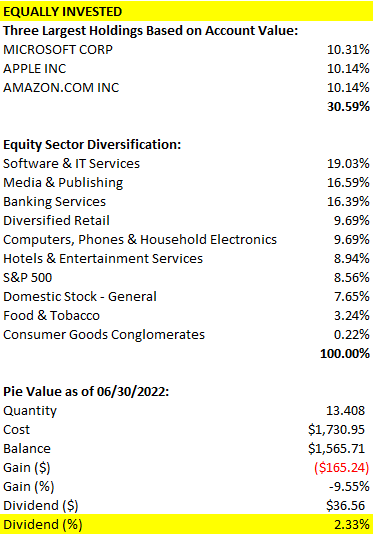 EQUALLY INVESTED
Three Largest Holdings Based on Account Value:
MICROSOFT CORP 10.31%
APPLE INC 10.14%
AMAZON.COM INC 10.14%
30.59%
Equity Sector Diversification:
Software & IT Services 19.03%
Media & Publishing 16.59%
Banking Services 16.39%
Diversified Retail 9.69%
Computers, Phones & Household Electronics 9.69%
Hotels & Entertainment Services 8.94%
S&P 500 8.56%
Domestic Stock - General 7.65%
Food & Tobacco 3.24%
Consumer Goods Conglomerates 0.22%
100.00%
Pie Value as of 06/30/2022:
Quantity 13.408
Cost $1,730.95
Balance $1,565.71
Gain ($) ($165.24)
Gain (%) -9.55%
Dividend ($) $36.56
Dividend (%) 2.33%